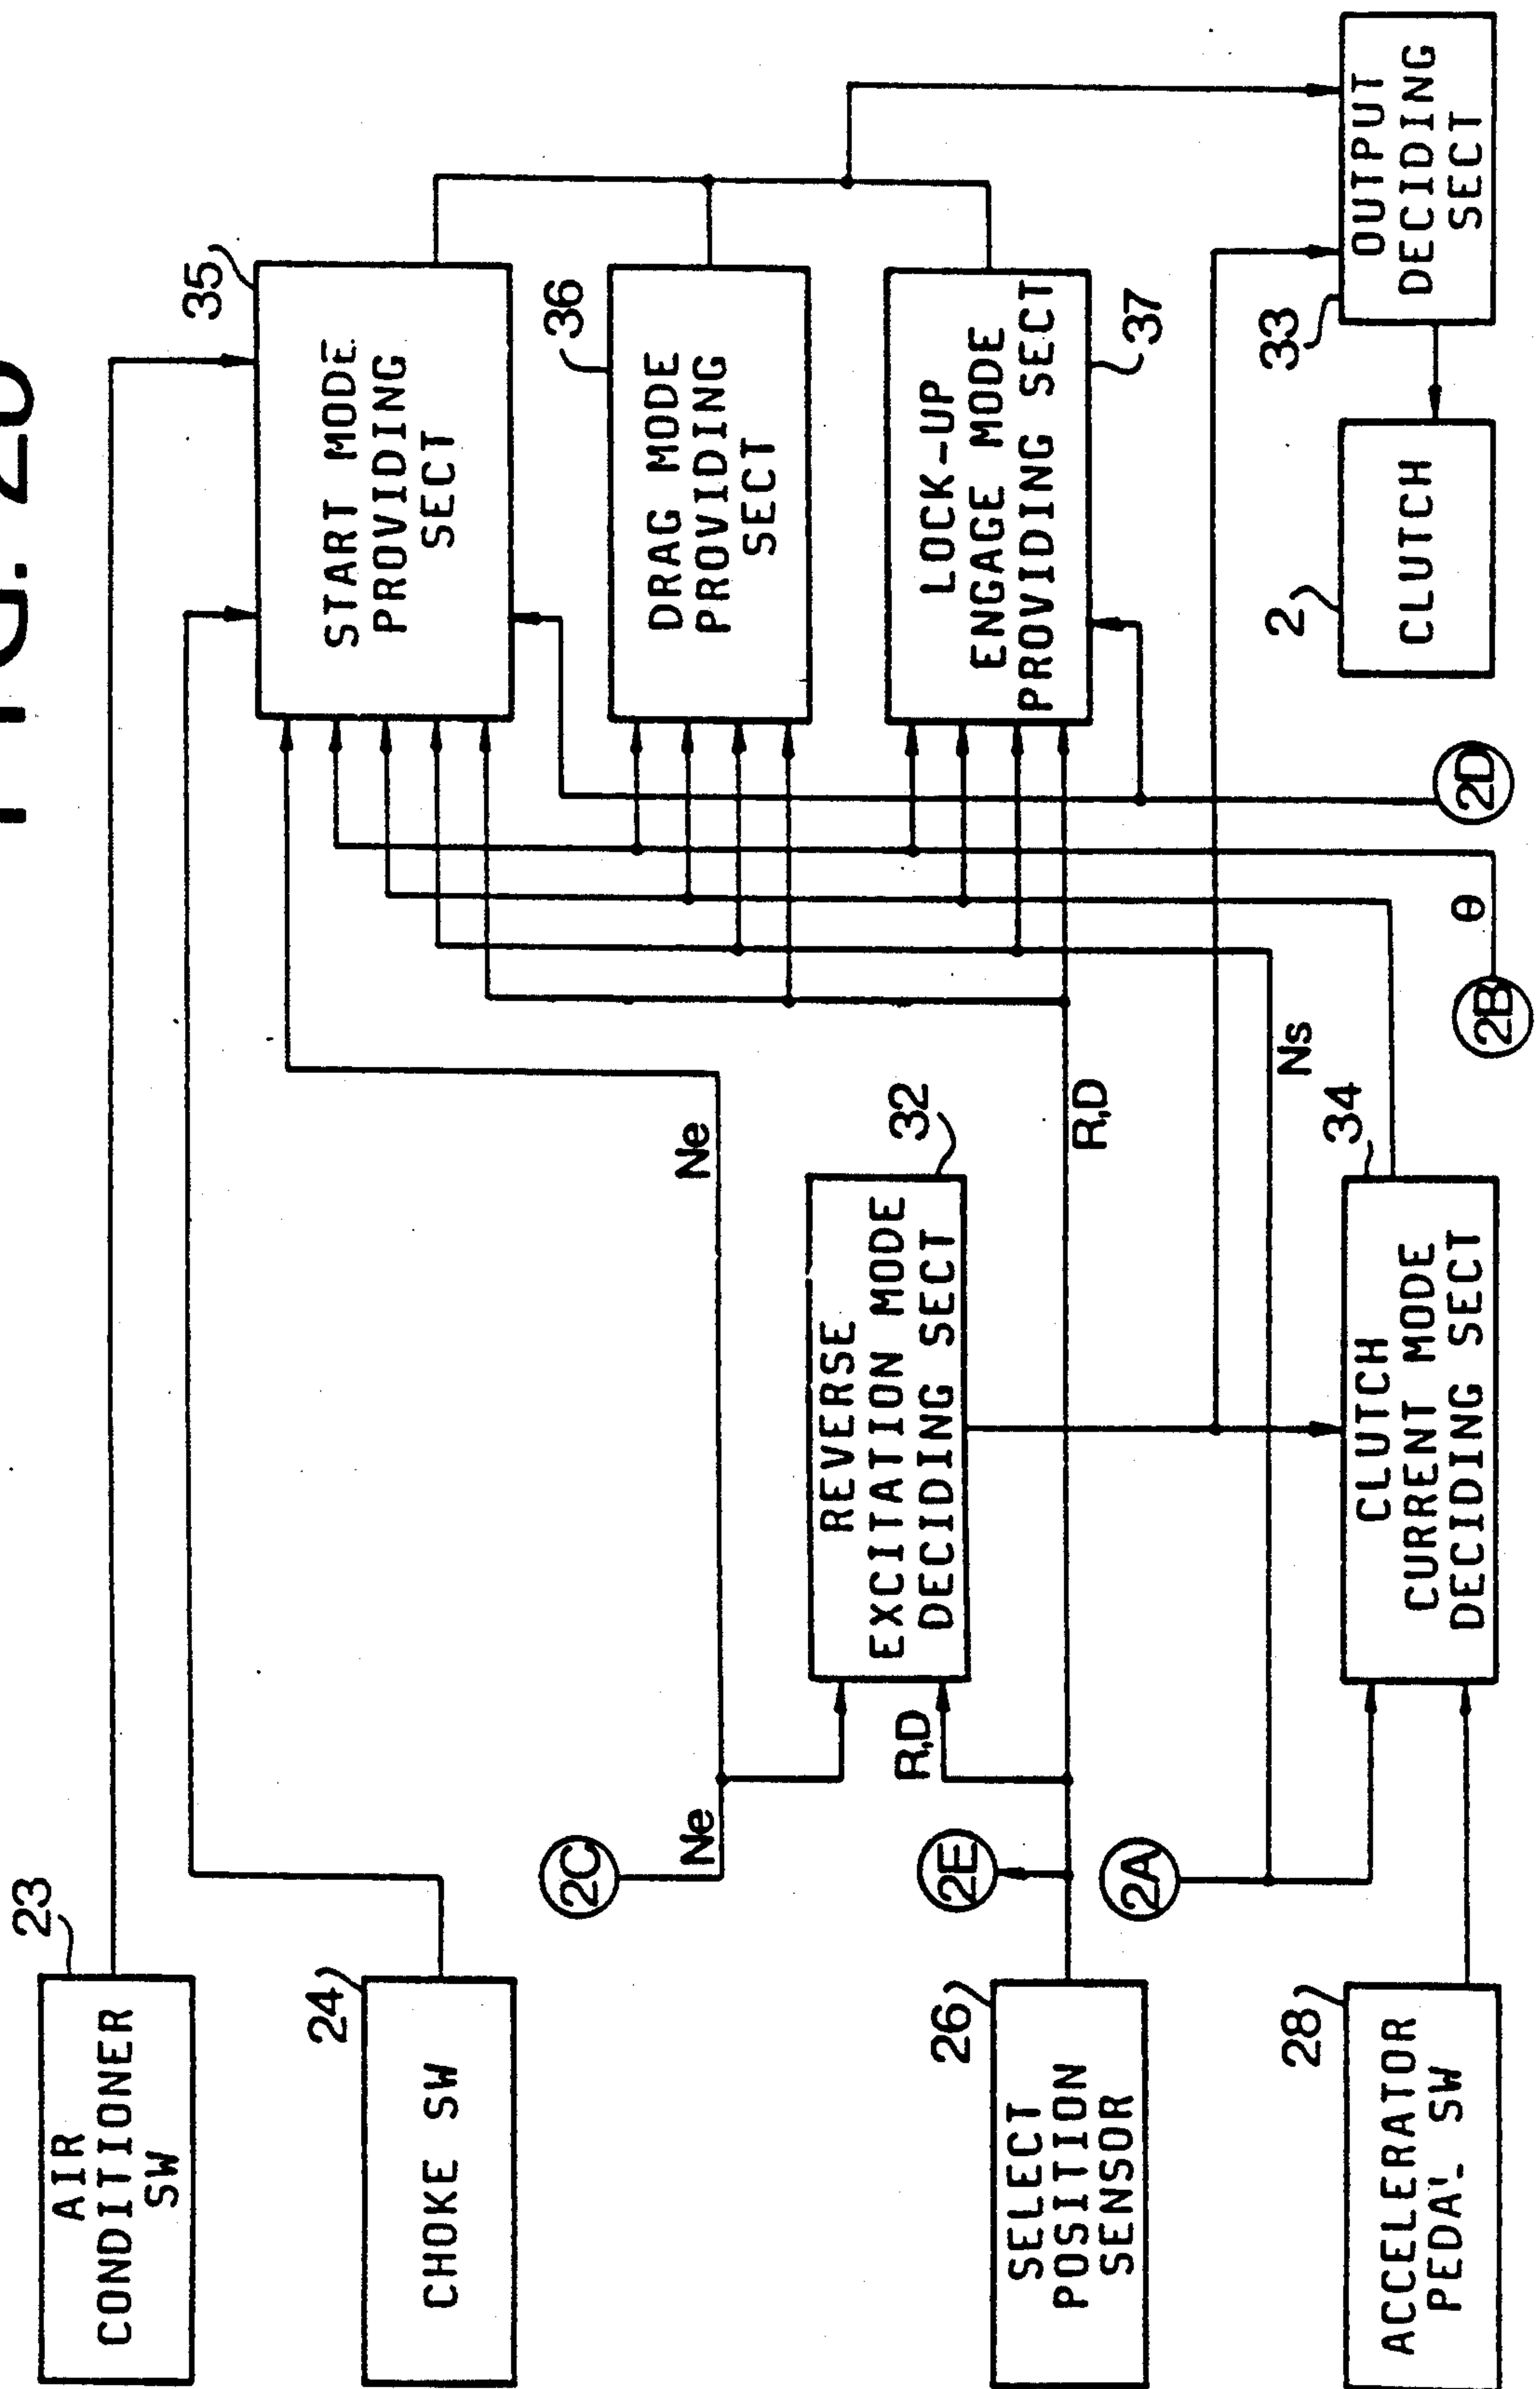 23
AIR
CONDITIONER
SW
24
CHOKE SW
26
SELECT
POSITION
SENSOR
28
ACCELERATOR
2C
Ne
Ne
2E
R,D
R,D
2A
Ns
32
REVERSE
EXCITATION MODE
DECIDING SECT
34
CLUTCH
CURRENT MODE
DECIDING SECT
2B
θ
2D
35
START MODE
PROVIDING
SECT
36
DRAG MODE
PROVIDING
SECT
37
LOCK-UP
ENGAGE MODE
PROVIDING SECT
2
CLUTCH
33
OUTPUT
DECIDING
SECT
SW